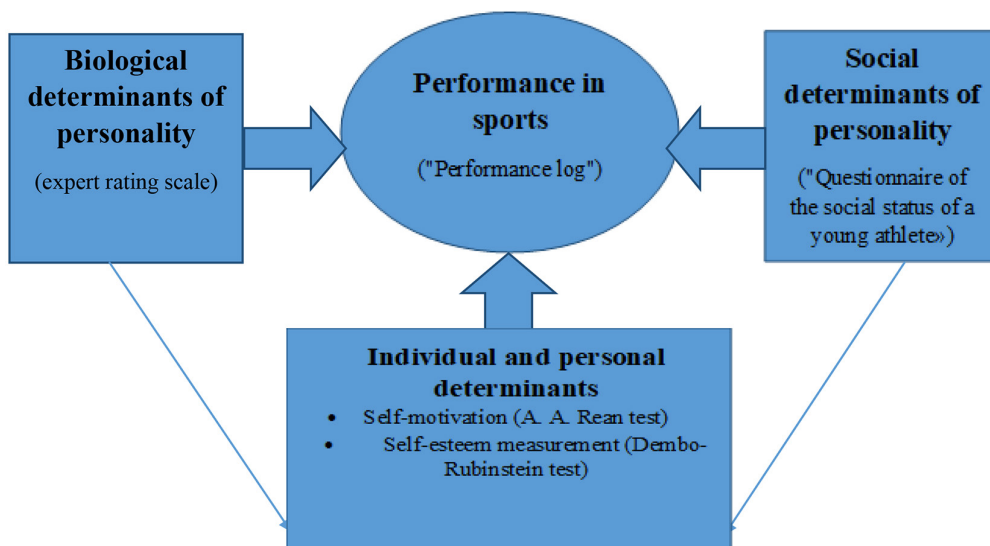 Biological
determinants of
personality
(expert rating scale)
Performance in
sports
("Performance log")
Social
determinants of
personality
("Questionnaire of
the social status of a
young athlete»)
Individual and personal
determinants
• Self-motivation (A. A. Rean test)
• Self-esteem measurement (Dembo-
Rubinstein test)